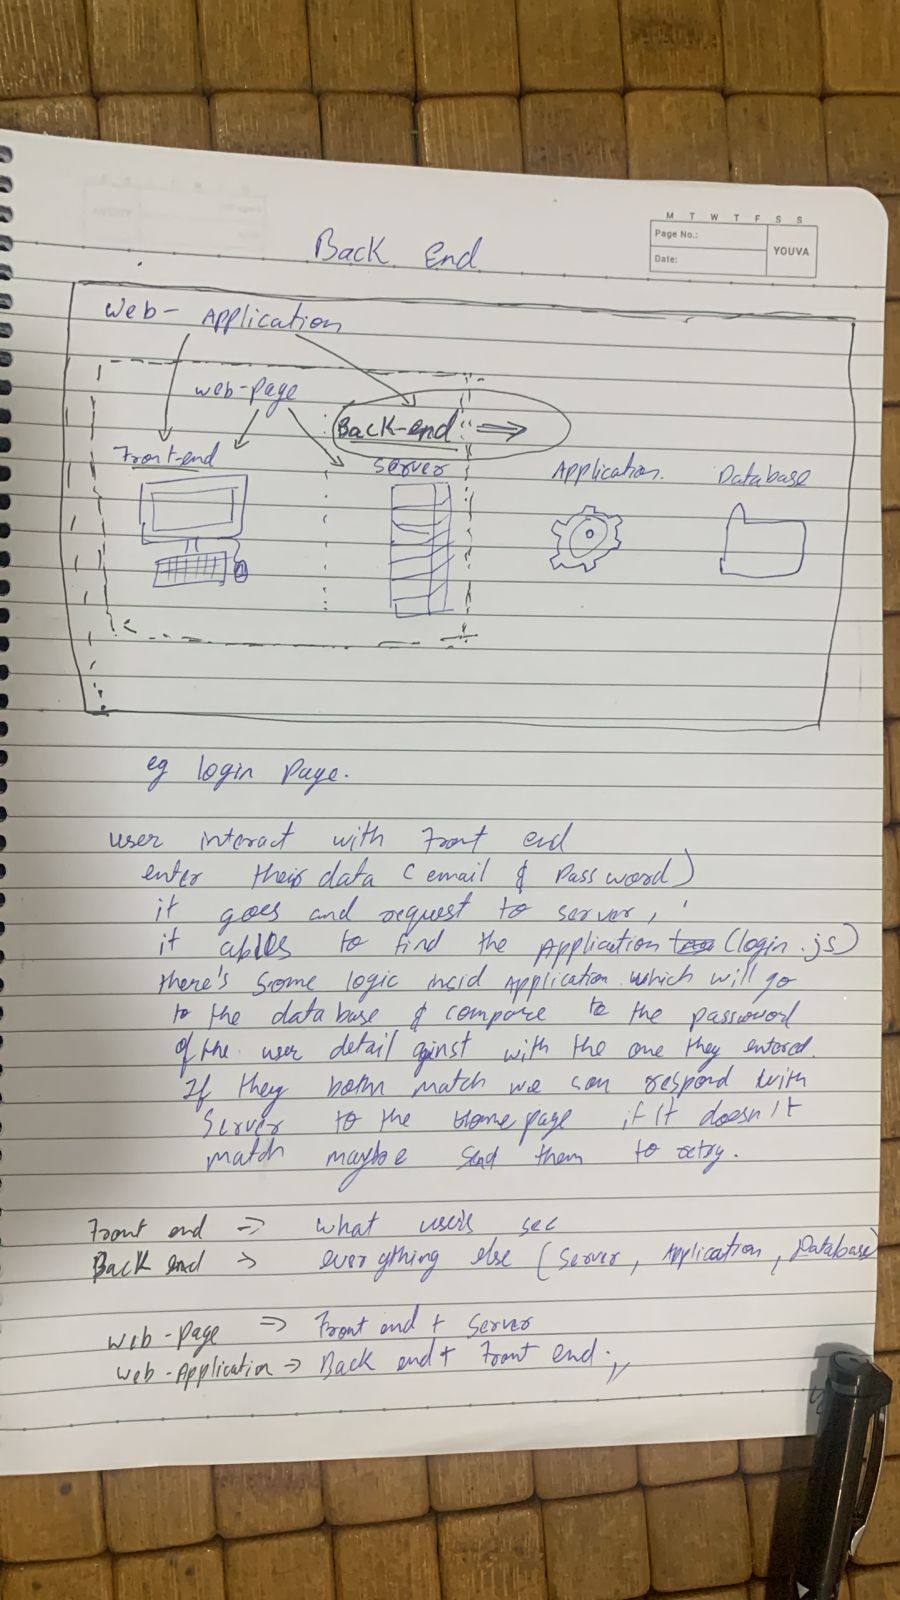 M T W T F S S
Page No.:
YOUVA
Date:
Back End
Web - Application
web-page
Back-end
Front-end
Server
Application.
Database
eg login page.
user interact with Front end
enter their data (email & Password)
it goes and request to server,
it to find the Application (login.js)
there's some logic insid Application which will go
to the database & compare to the password
of the user detail aginst with the one they entered.
If they both match we can respond with
Server to the Home page if it doesn't
match maybe send them to retry.
Front end => what users see
Back end => everything else (Server, Application, Database)
web-page => Front end + Server
web-Application => Back end + Front end.